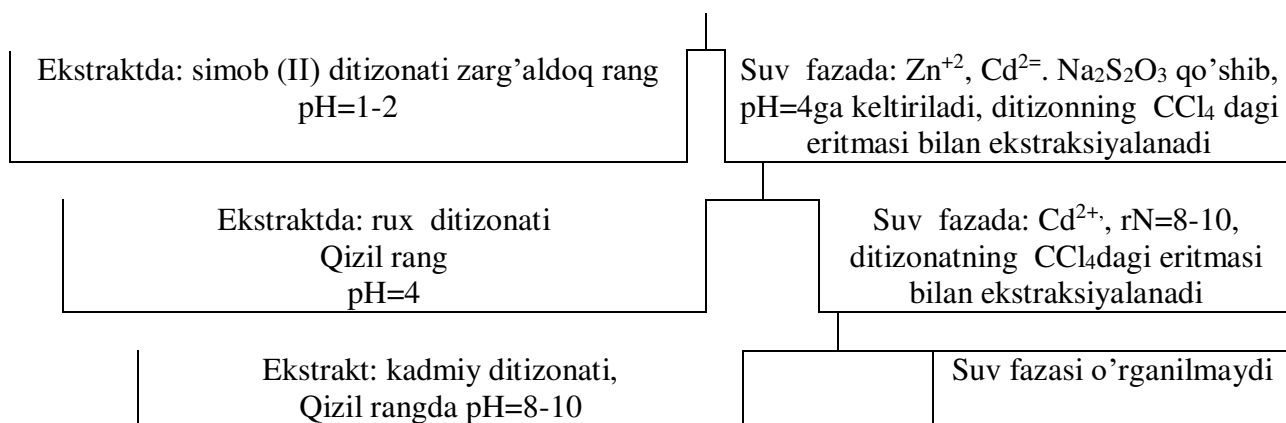 Ekstraktda: simob (II) ditizonati zarg’aldoq rang
pH=1-2
Suv fazada: Zn⁺², Cd²⁼. Na₂S₂O₃ qo’shib,
pH=4ga keltiriladi, ditizonning CCl₄ dagi
eritmasi bilan ekstraksiyalanadi
Ekstraktda: rux ditizonati
Qizil rang
pH=4
Suv fazada: Cd²⁺,, rN=8-10,
ditizonatning CCl₄dagi eritmasi
bilan ekstraksiyalanadi
Ekstrakt: kadmiy ditizonati,
Qizil rangda pH=8-10
Suv fazasi o’rganilmaydi